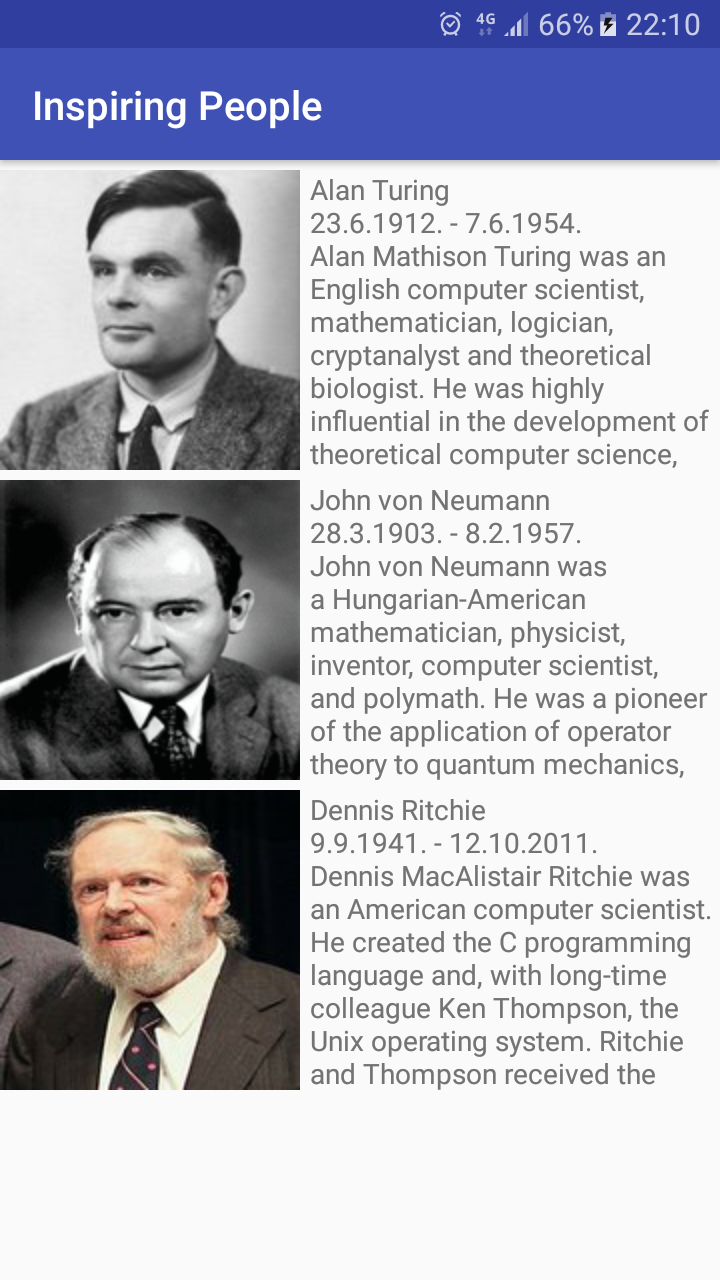 4G 66% 22:10
Inspiring People
Alan Turing
23.6.1912. - 7.6.1954.
Alan Mathison Turing was an
English computer scientist,
mathematician, logician,
cryptanalyst and theoretical
biologist. He was highly
influential in the development of
theoretical computer science,
John von Neumann
28.3.1903. - 8.2.1957.
John von Neumann was
a Hungarian-American
mathematician, physicist,
inventor, computer scientist,
and polymath. He was a pioneer
of the application of operator
theory to quantum mechanics,
Dennis Ritchie
9.9.1941. - 12.10.2011.
Dennis MacAlistair Ritchie was
an American computer scientist.
He created the C programming
language and, with long-time
colleague Ken Thompson, the
Unix operating system. Ritchie
and Thompson received the